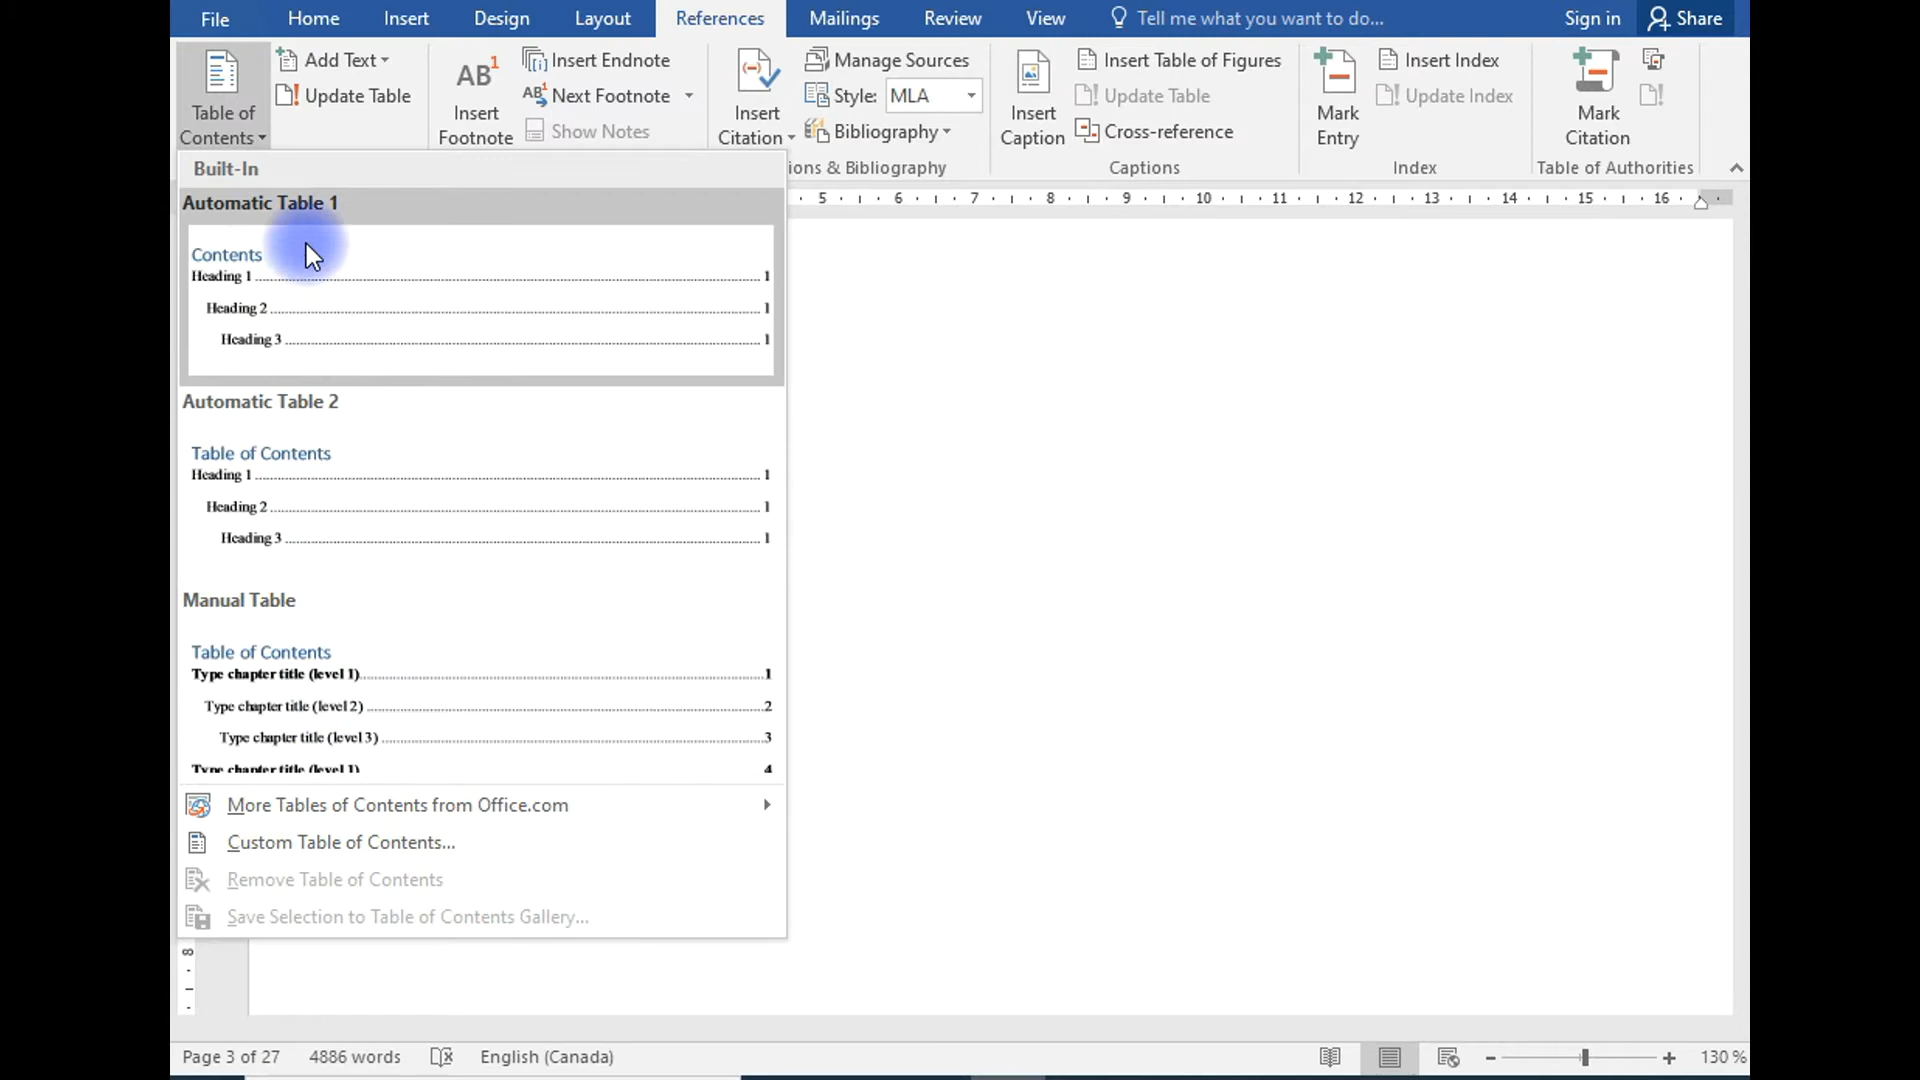 File Home Insert Design Layout References Mailings Review View Tell me what you want to do... Sign in Share
Table of Contents
Add Text
Update Table
AB1
Insert Footnote
Insert Endnote
Next Footnote
Show Notes
Insert Citation
Manage Sources
Style: MLA
Bibliography
Insert Caption
Insert Table of Figures
Update Table
Cross-reference
Mark Entry
Insert Index
Update Index
Mark Citation
ions & Bibliography Captions Index Table of Authorities
5 6 7 8 9 10 11 12 13 14 15 16
Built-In
Automatic Table 1
Contents
Heading 1 1
Heading 2 1
Heading 3 1
Automatic Table 2
Table of Contents
Heading 1 1
Heading 2 1
Heading 3 1
Manual Table
Table of Contents
Type chapter title (level 1) 1
Type chapter title (level 2) 2
Type chapter title (level 3) 3
Type chapter title (level 1) 4
More Tables of Contents from Office.com
Custom Table of Contents...
Remove Table of Contents
Save Selection to Table of Contents Gallery...
8
Page 3 of 27 4886 words English (Canada) 130 %